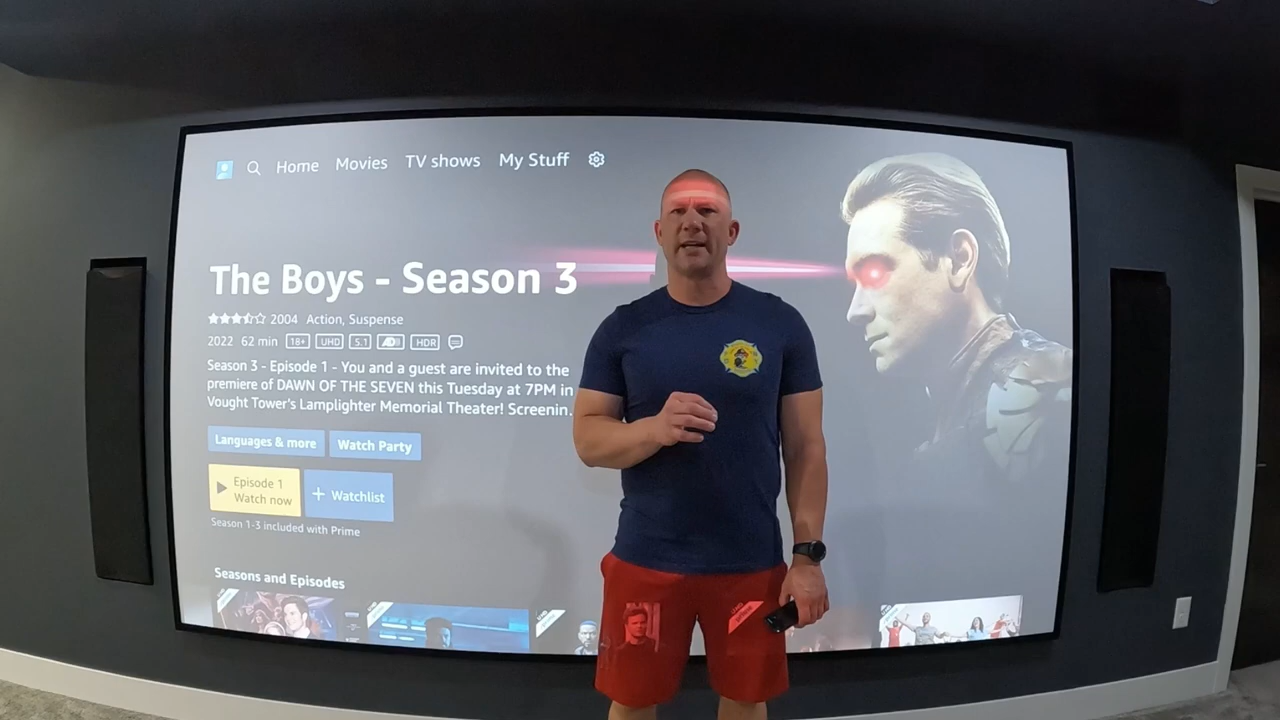 Home Movies TV shows My Stuff
The Boys - Season 3
2004 Action, Suspense
2022 62 min 18+ UHD 5.1 AD HDR
Season 3 - Episode 1 - You and a guest are invited to the
premiere of DAWN OF THE SEVEN this Tuesday at 7PM in
Vought Tower's Lamplighter Memorial Theater! Screenin...
Languages & more Watch Party
Episode 1
Watch now
+ Watchlist
Season 1-3 included with Prime
Seasons and Episodes